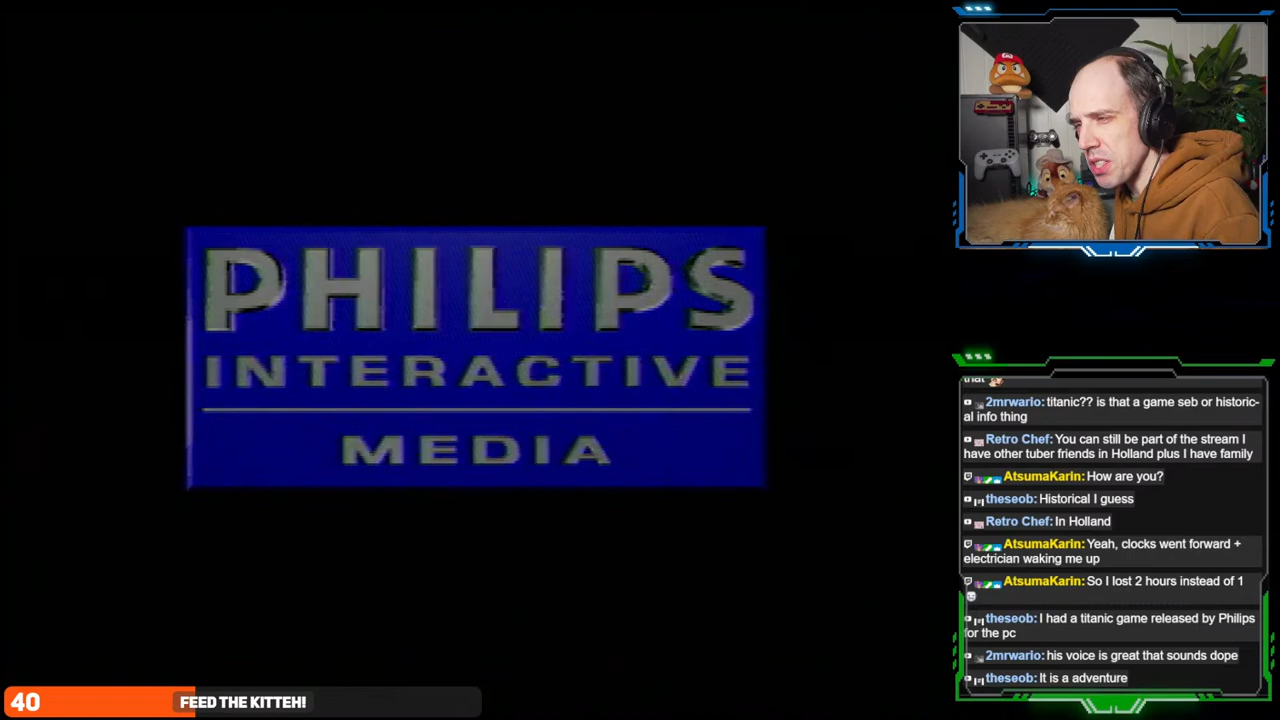 PHILIPS
INTERACTIVE
MEDIA
that
2mrwario: titanic?? is that a game seb or historic-
al info thing
Retro Chef: You can still be part of the stream I
have other tuber friends in Holland plus I have family
AtsumaKarin: How are you?
theseob: Historical I guess
Retro Chef: In Holland
AtsumaKarin: Yeah, clocks went forward +
electrician waking me up
AtsumaKarin: So I lost 2 hours instead of 1
theseob: I had a titanic game released by Philips
for the pc
2mrwario: his voice is great that sounds dope
theseob: It is a adventure
40
FEED THE KITTEH!